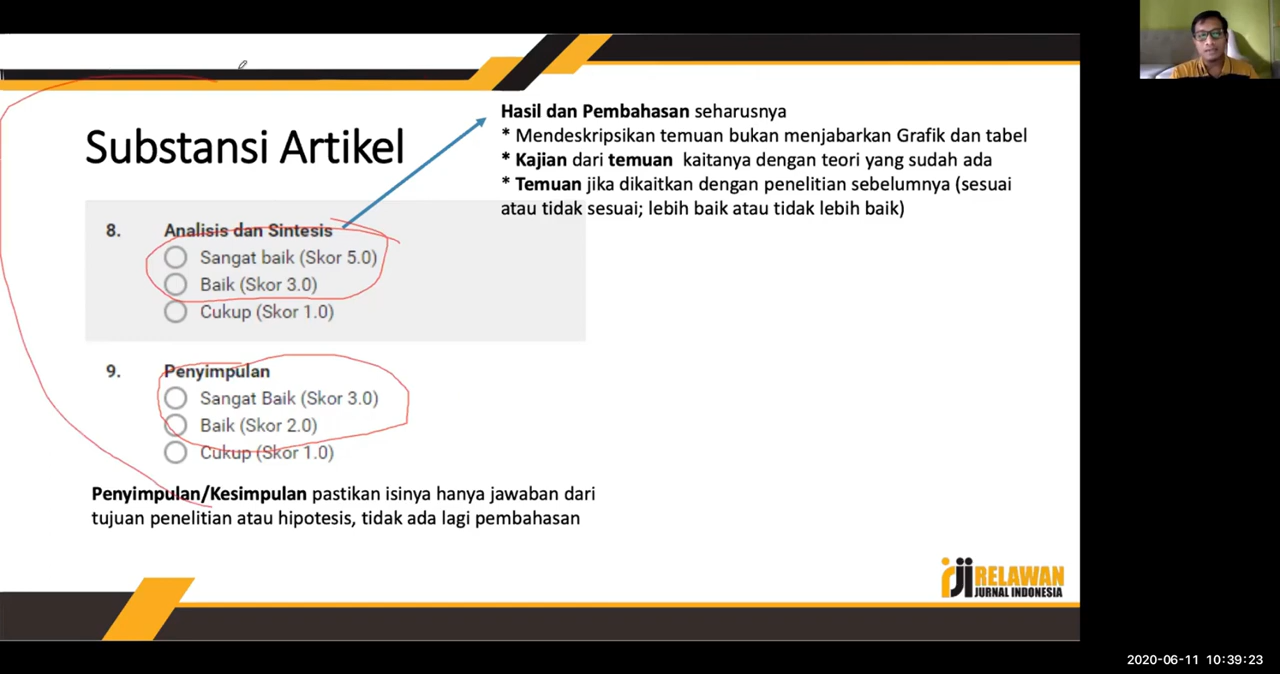 Substansi Artikel
Hasil dan Pembahasan seharusnya
* Mendeskripsikan temuan bukan menjabarkan Grafik dan tabel
* Kajian dari temuan kaitanya dengan teori yang sudah ada
* Temuan jika dikaitkan dengan penelitian sebelumnya (sesuai
atau tidak sesuai; lebih baik atau tidak lebih baik)
8. Analisis dan Sintesis
Sangat baik (Skor 5.0)
Baik (Skor 3.0)
Cukup (Skor 1.0)
9. Penyimpulan
Sangat Baik (Skor 3.0)
Baik (Skor 2.0)
Cukup (Skor 1.0)
Penyimpulan/Kesimpulan pastikan isinya hanya jawaban dari
tujuan penelitian atau hipotesis, tidak ada lagi pembahasan
rji RELAWAN
JURNAL INDONESIA
2020-06-11 10:39:23